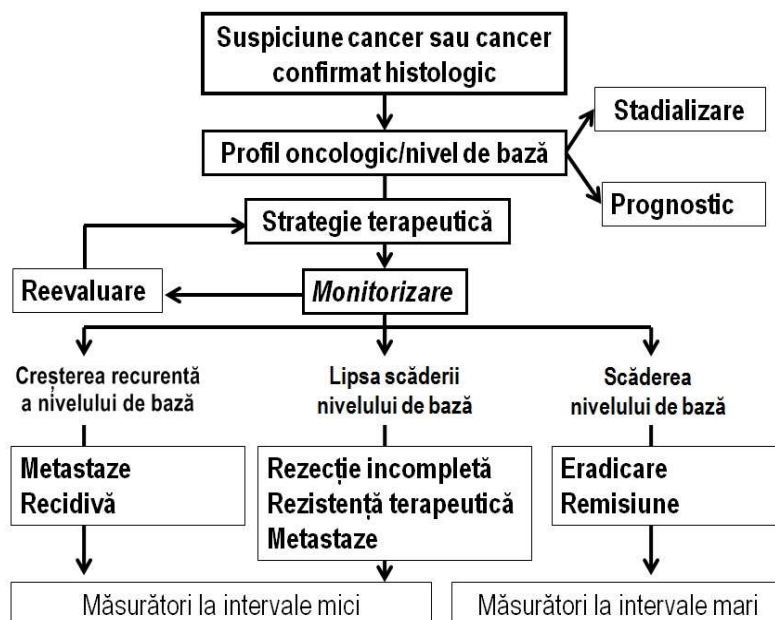 Suspiciune cancer sau cancer
confirmat histologic
Stadializare
Profil oncologic/nivel de bază
Prognostic
Strategie terapeutică
Reevaluare
Monitorizare
Creșterea recurentă
a nivelului de bază
Lipsa scăderii
nivelului de bază
Scăderea
nivelului de bază
Metastaze
Recidivă
Rezecție incompletă
Rezistență terapeutică
Metastaze
Eradicare
Remisiune
Măsurători la intervale mici
Măsurători la intervale mari